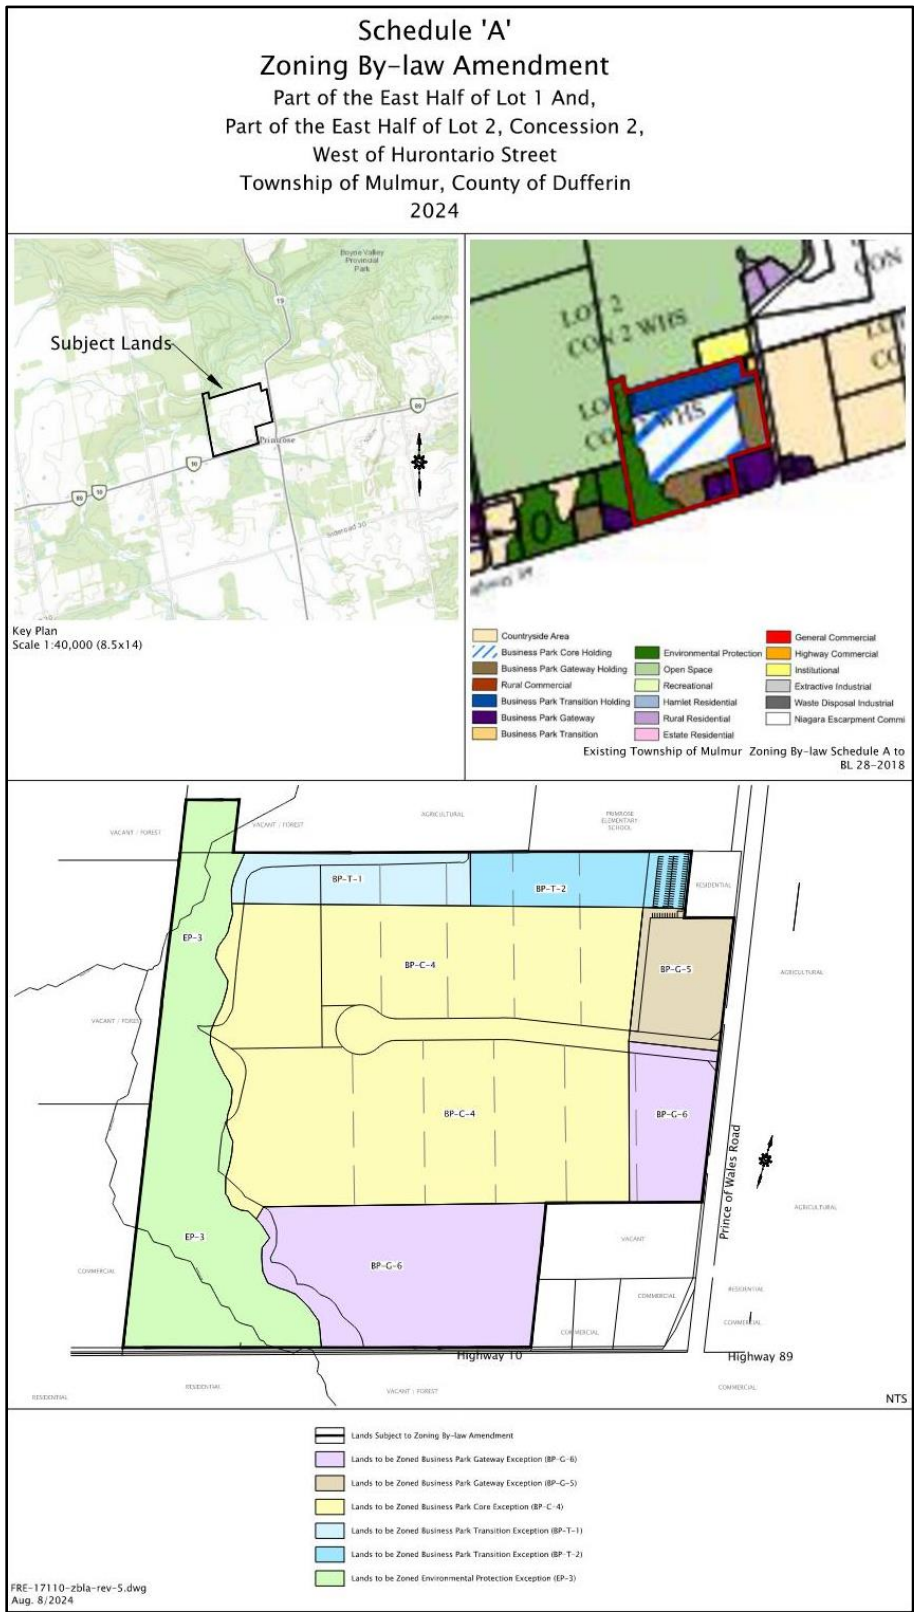 Schedule 'A'
Zoning By-law Amendment
Part of the East Half of Lot 1 And,
Part of the East Half of Lot 2, Concession 2,
West of Hurontario Street
Township of Mulmur, County of Dufferin
2024
Boyne Valley
Provincial
Park
19
Subject Lands
89
Primrose
10
89
10
Key Plan
Scale 1:40,000 (8.5x14)
CON
LOT 2
CON 2 WHS
WHS
Countryside Area
Business Park Core Holding
Business Park Gateway Holding
Rural Commercial
Business Park Transition Holding
Business Park Gateway
Business Park Transition
Environmental Protection
Open Space
Recreational
Hamlet Residential
Rural Residential
Estate Residential
General Commercial
Highway Commercial
Institutional
Extractive Industrial
Waste Disposal Industrial
Niagara Escarpment Commi
Existing Township of Mulmur Zoning By-law Schedule A to
BL 28-2018
VACANT / FOREST
VACANT / FOREST
AGRICULTURAL
PRIMROSE
ELEMENTARY
SCHOOL
BP-T-1
BP-T-2
RESIDENTIAL
EP-3
BP-C-4
BP-G-5
AGRICULTURAL
VACANT / FOREST
BP-C-4
BP-G-6
Prince of Wales Road
AGRICULTURAL
EP-3
VACANT
BP-G-6
COMMERCIAL
RESIDENTIAL
COMMERCIAL
COMMERCIAL
COMMERCIAL
Highway 10
Highway 89
RESIDENTIAL
RESIDENTIAL
VACANT / FOREST
COMMERCIAL
NTS
Lands Subject to Zoning By-law Amendment
Lands to be Zoned Business Park Gateway Exception (BP-G-6)
Lands to be Zoned Business Park Gateway Exception (BP-G-5)
Lands to be Zoned Business Park Core Exception (BP-C-4)
Lands to be Zoned Business Park Transition Exception (BP-T-1)
Lands to be Zoned Business Park Transition Exception (BP-T-2)
Lands to be Zoned Environmental Protection Exception (EP-3)
FRE-17110-zbla-rev-5.dwg
Aug. 8/2024